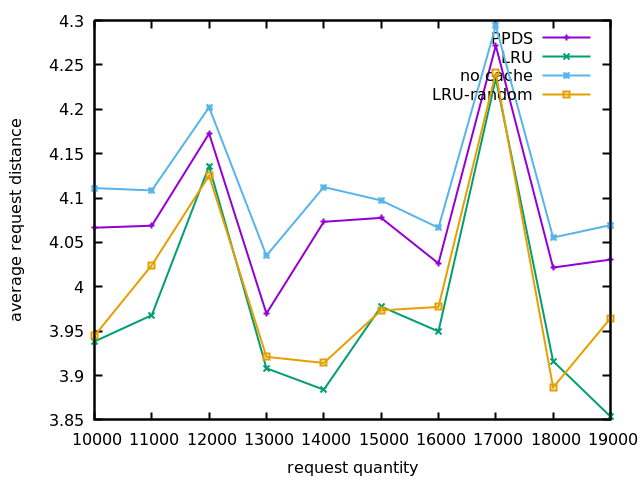 4.3
4.25
4.2
4.15
4.1
4.05
4
3.95
3.9
3.85
10000 11000 12000 13000 14000 15000 16000 17000 18000 19000
average request distance
request quantity
PPDS
LRU
no cache
LRU-random